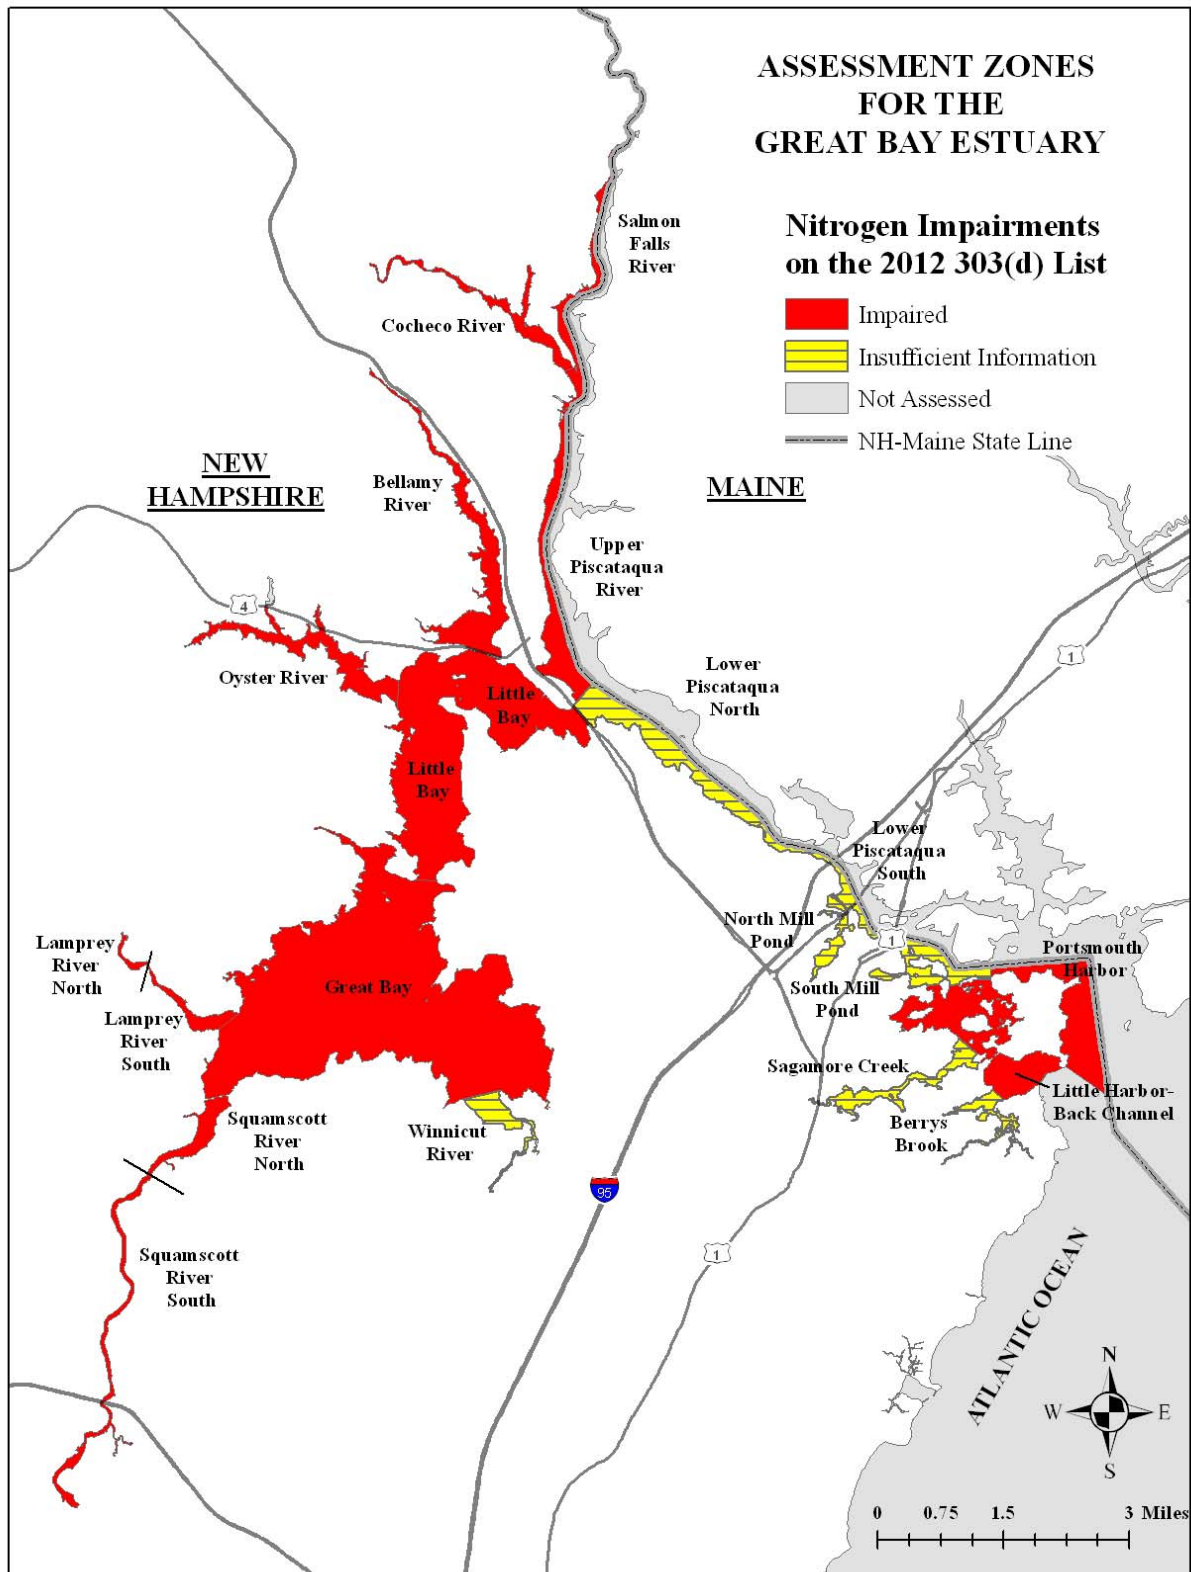 ASSESSMENT ZONES
FOR THE
GREAT BAY ESTUARY
Nitrogen Impairments
on the 2012 303(d) List
Impaired
Insufficient Information
Not Assessed
NH-Maine State Line
Salmon
Falls
River
Cocheco River
NEW
HAMPSHIRE
MAINE
Bellamy
River
Upper
Piscataqua
River
4
1
Oyster River
Lower
Piscataqua
North
Little
Bay
Little
Bay
Lower
Piscataqua
South
North Mill
Pond
1
Portsmouth
Harbor
Lamprey
River
North
Great Bay
South Mill
Pond
Lamprey
River
South
Sagamore Creek
Little Harbor-
Back Channel
Squamscott
River
North
Winnicut
River
Berrys
Brook
95
1
Squamscott
River
South
ATLANTIC OCEAN
N
W
E
S
0 0.75 1.5 3 Miles